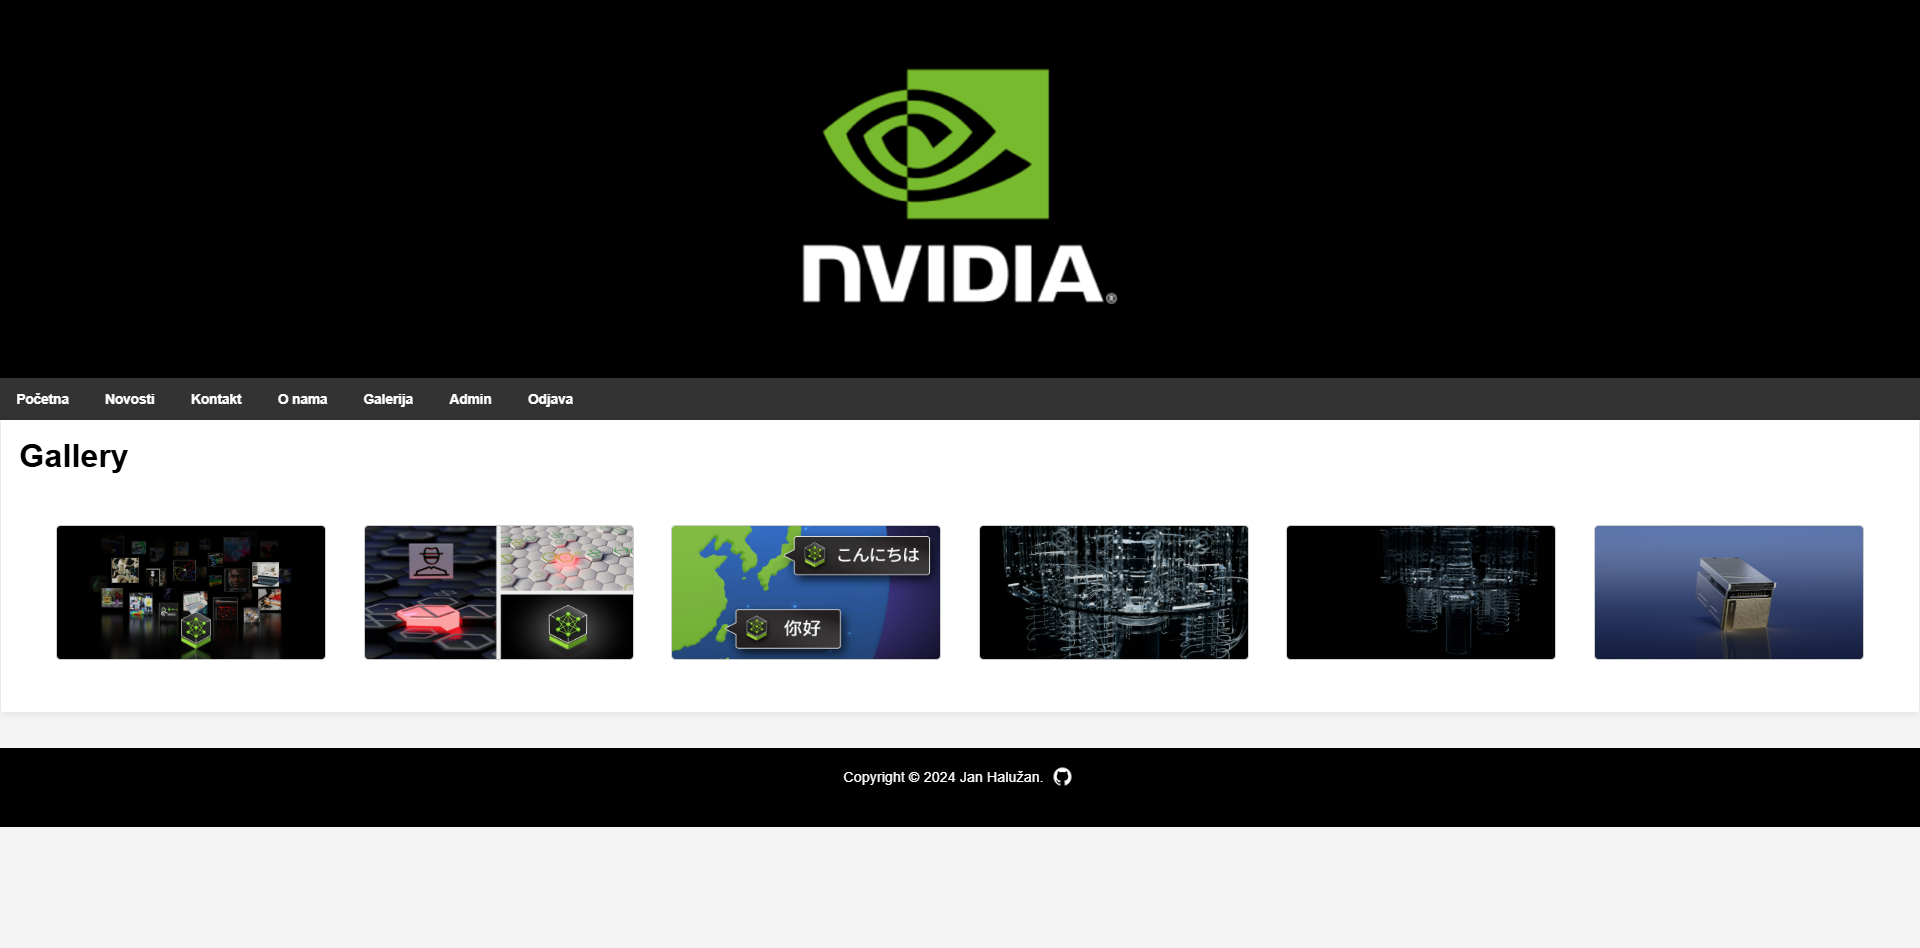 NVIDIA®
Početna Novosti Kontakt O nama Galerija Admin Odjava
Gallery
こんにちは
你好
Copyright © 2024 Jan Halužan.